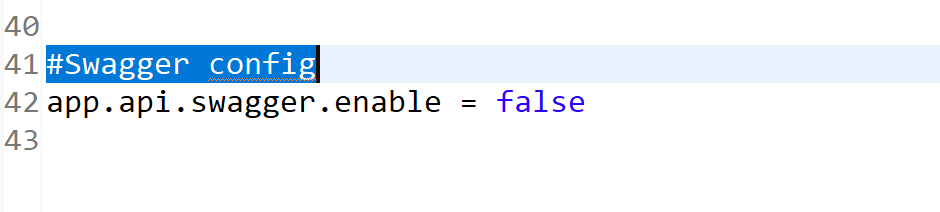 40
41 #Swagger config
42 app.api.swagger.enable = false
43